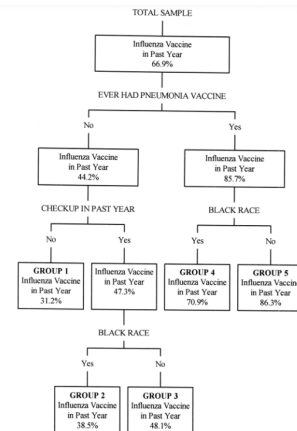 TOTAL SAMPLE
Influenza Vaccine
in Past Year
66.9%
EVER HAD PNEUMONIA VACCINE
No
Yes
Influenza Vaccine
in Past Year
44.2%
Influenza Vaccine
in Past Year
85.7%
CHECKUP IN PAST YEAR
BLACK RACE
No
Yes
Yes
No
GROUP 1
Influenza Vaccine
in Past Year
31.2%
Influenza Vaccine
in Past Year
47.3%
GROUP 4
Influenza Vaccine
in Past Year
70.9%
GROUP 5
Influenza Vaccine
in Past Year
86.3%
BLACK RACE
Yes
No
GROUP 2
Influenza Vaccine
in Past Year
38.5%
GROUP 3
Influenza Vaccine
in Past Year
48.1%